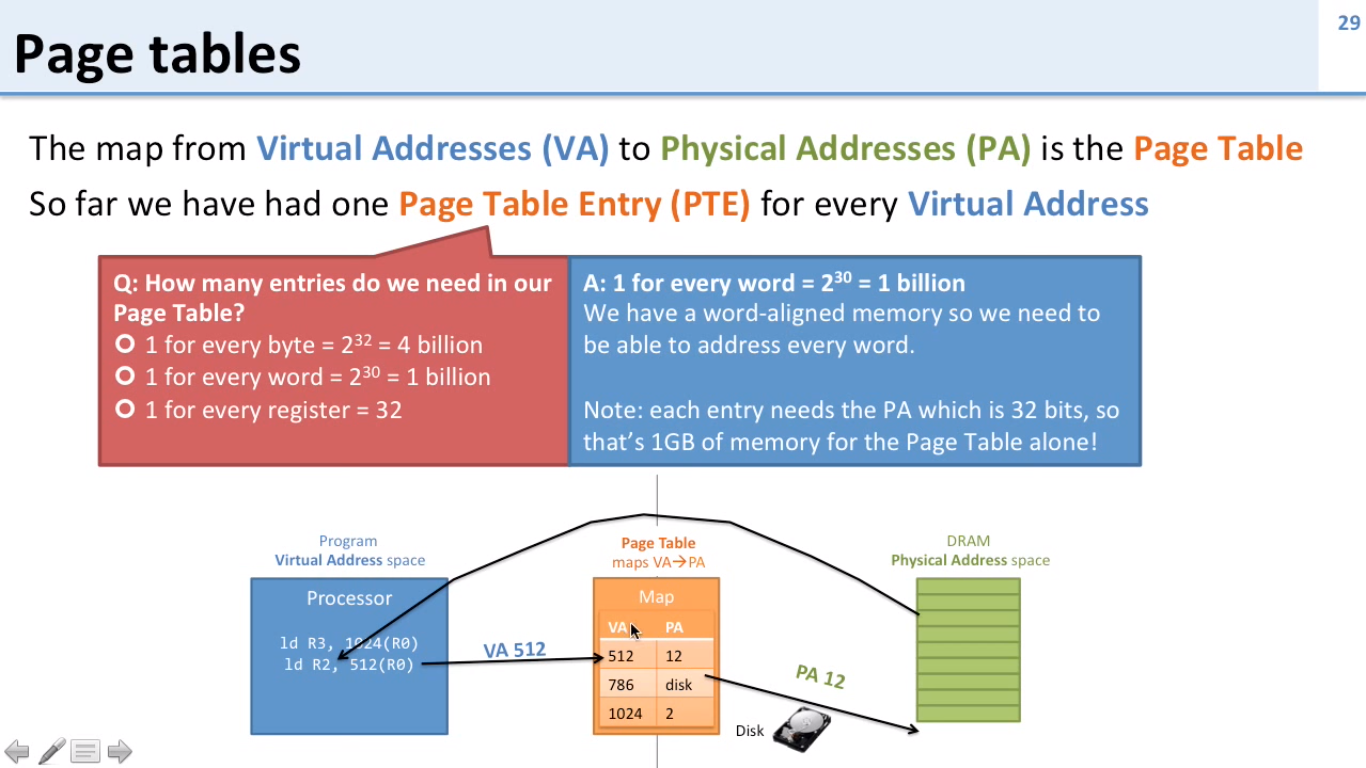 29
Page tables
The map from Virtual Addresses (VA) to Physical Addresses (PA) is the Page Table
So far we have had one Page Table Entry (PTE) for every Virtual Address
Q: How many entries do we need in our
Page Table?
1 for every byte = 2³² = 4 billion
1 for every word = 2³⁰ = 1 billion
1 for every register = 32
A: 1 for every word = 2³⁰ = 1 billion
We have a word-aligned memory so we need to
be able to address every word.
Note: each entry needs the PA which is 32 bits, so
that's 1GB of memory for the Page Table alone!
Program
Virtual Address space
Processor
ld R3, 1024(R0)
ld R2, 512(R0)
VA 512
Page Table
maps VA→PA
Map
VA PA
512 12
786 disk
1024 2
PA 12
Disk
DRAM
Physical Address space